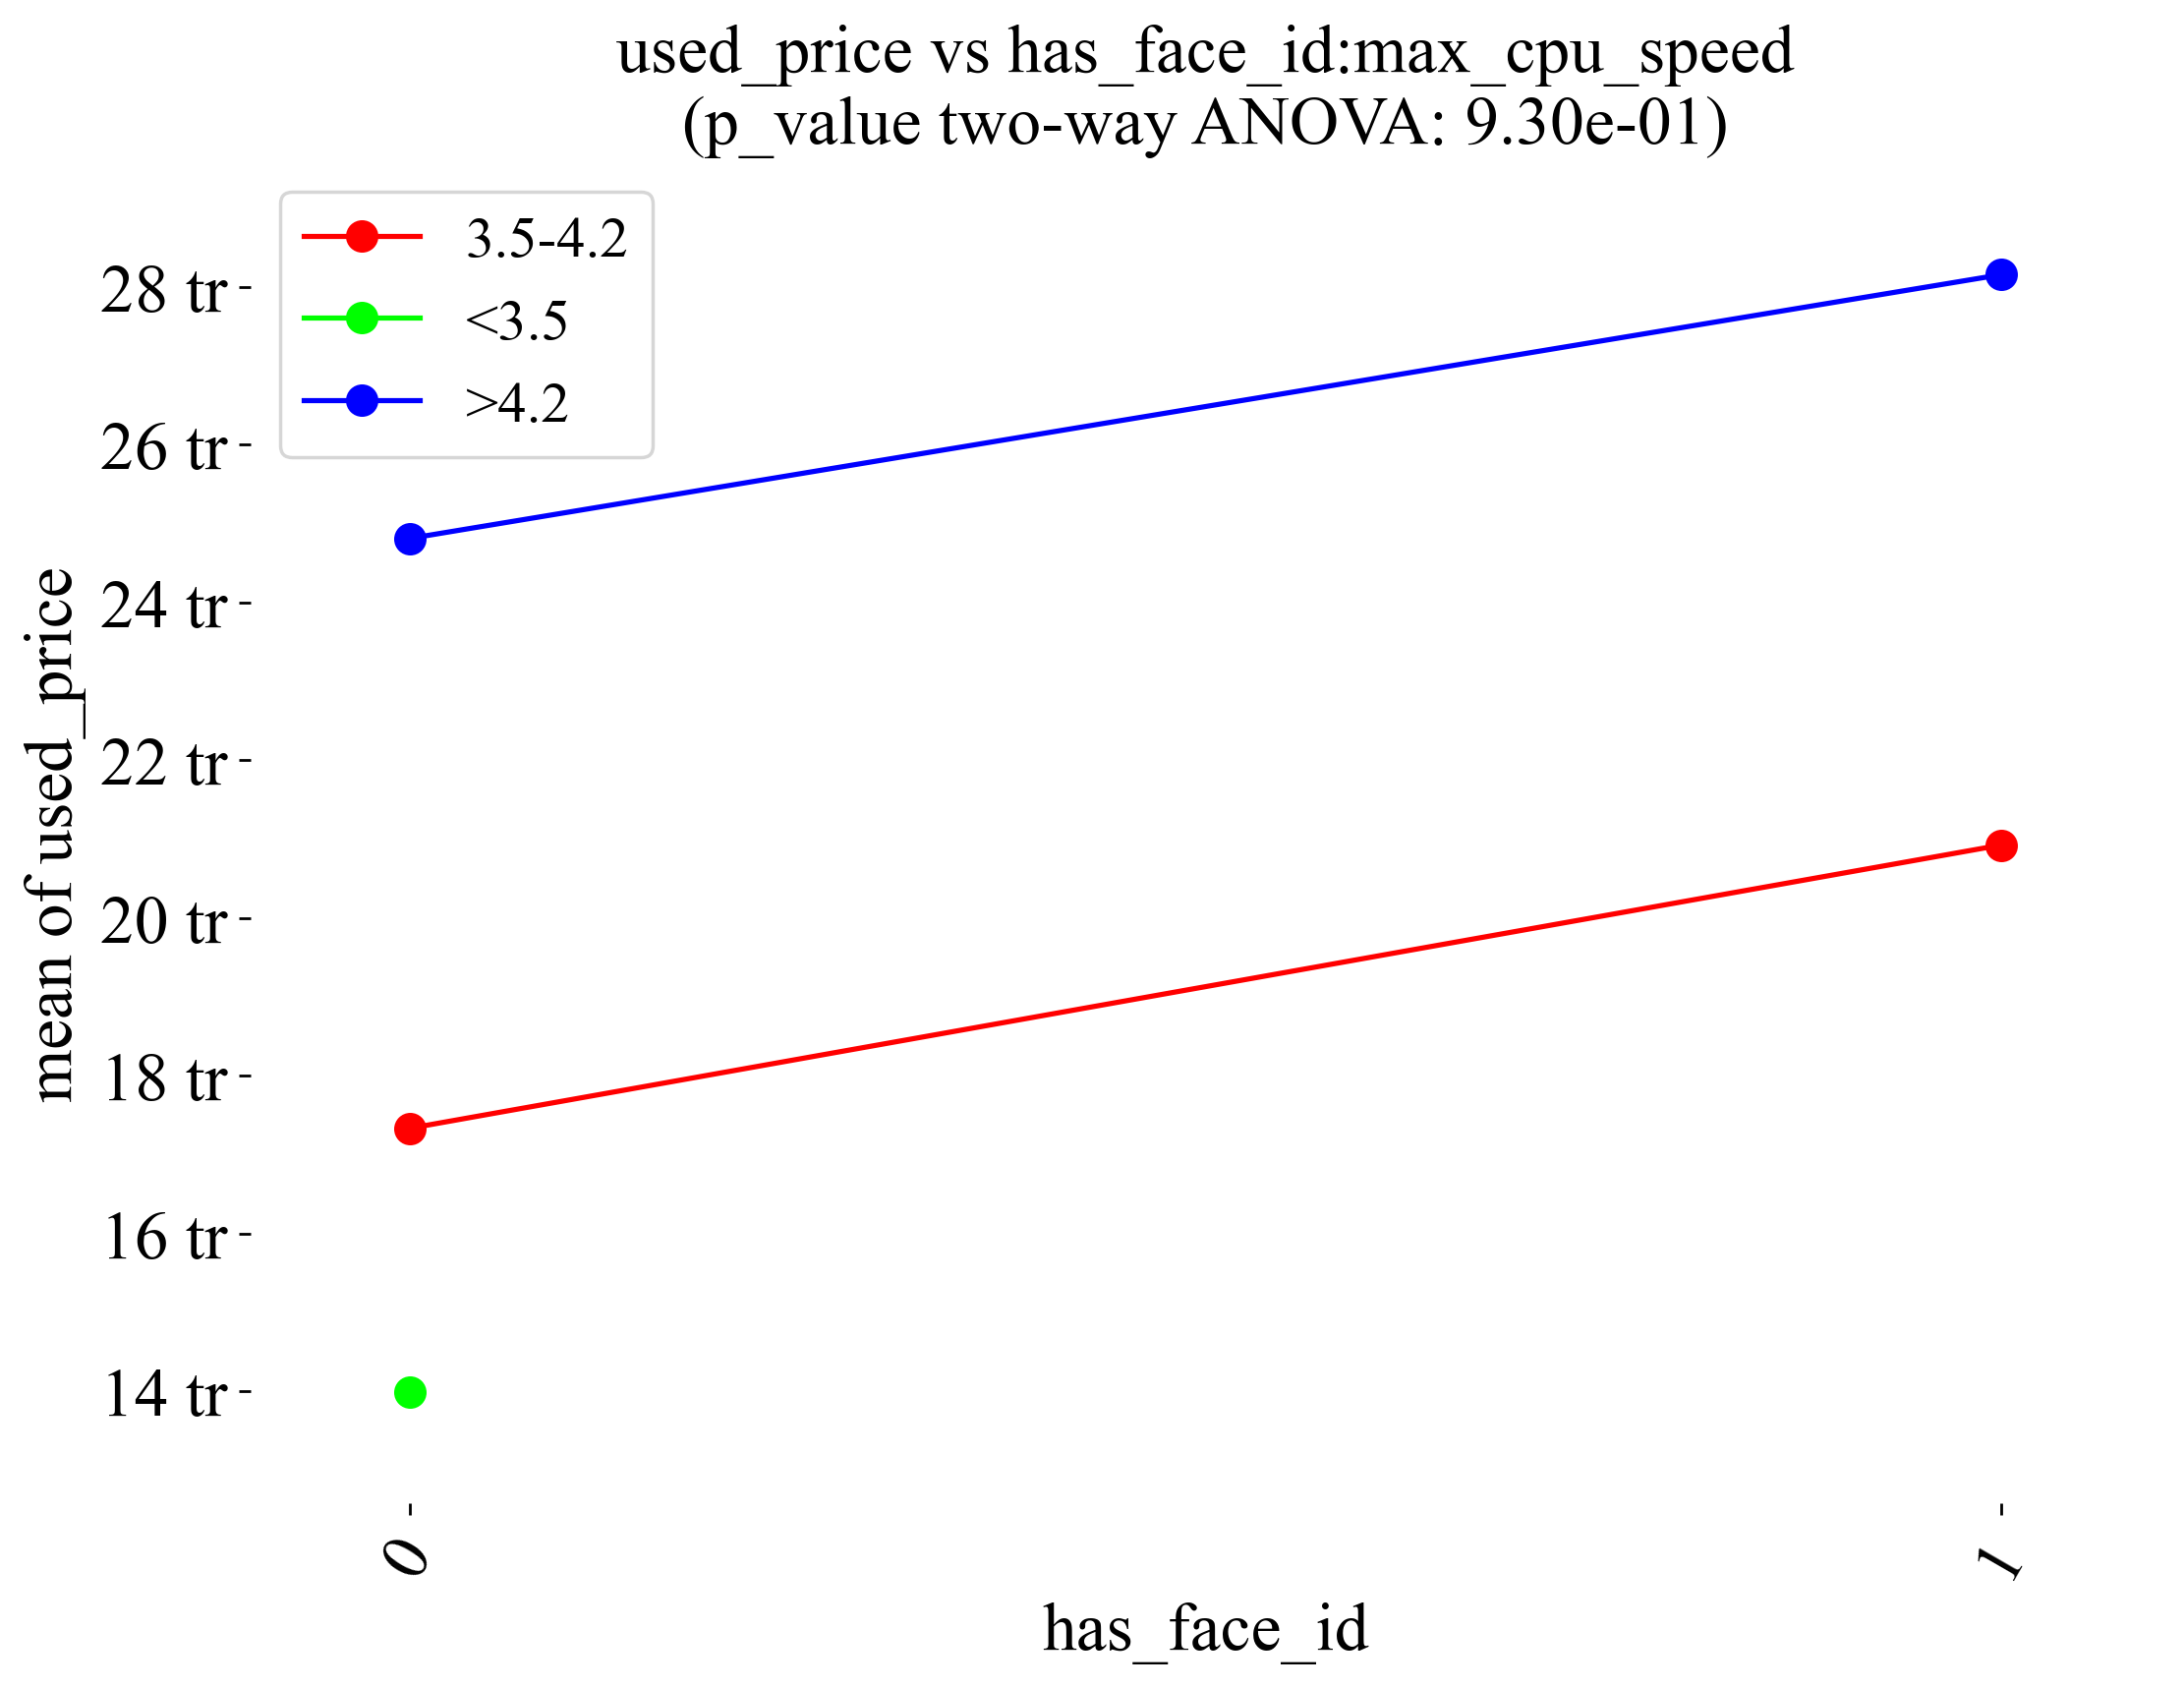 used_price vs has_face_id:max_cpu_speed
(p_value two-way ANOVA: 9.30e-01)
3.5-4.2
<3.5
>4.2
28 tr
26 tr
24 tr
22 tr
20 tr
18 tr
16 tr
14 tr
mean of used_price
0
1
has_face_id